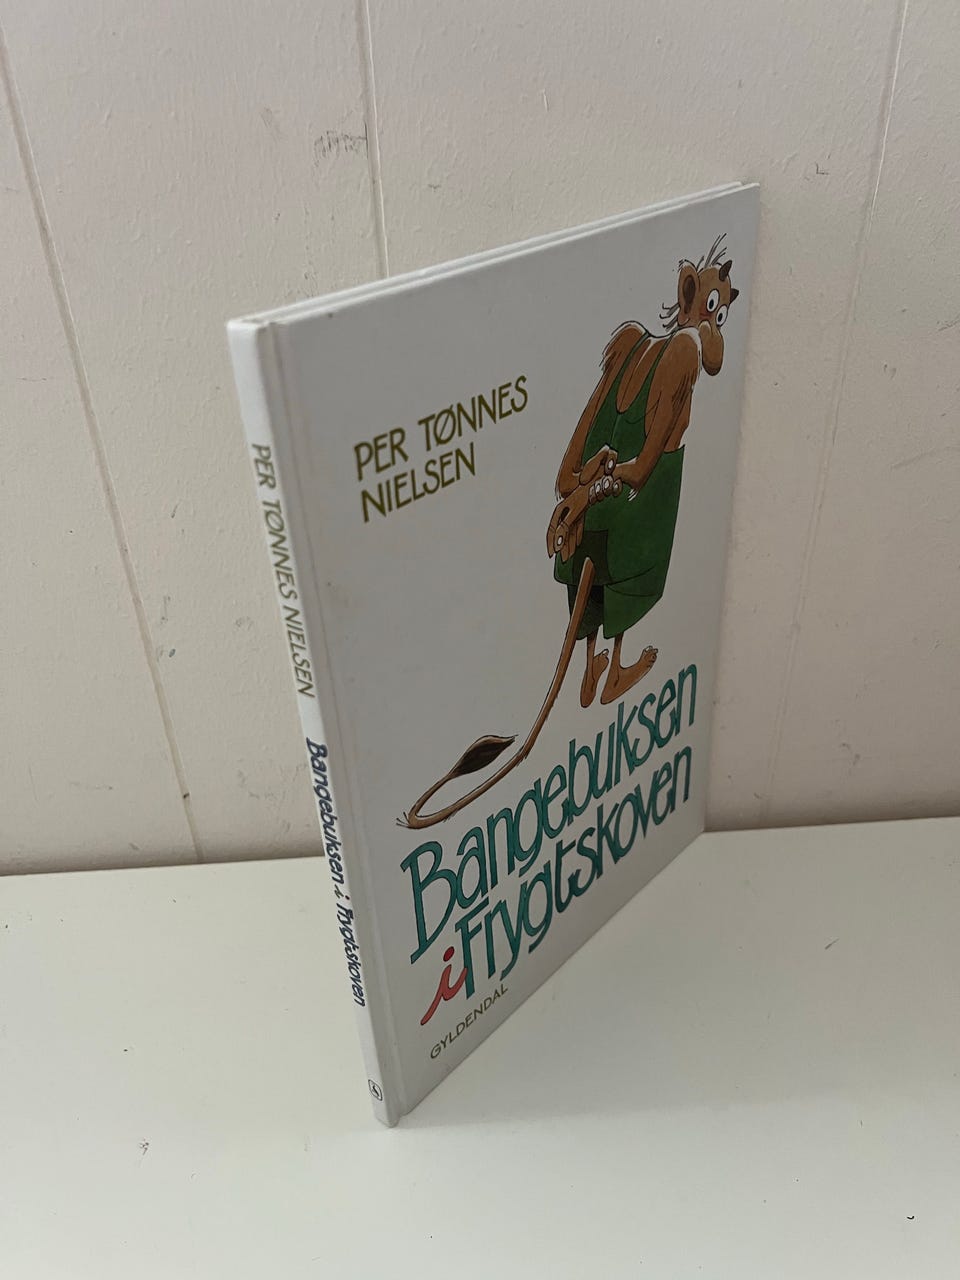 PER TØNNES
NIELSEN
Bangebuksen
i Frygtskoven
GYLDENDAL
PER TØNNES NIELSEN Bangebuksen i Frygtskoven